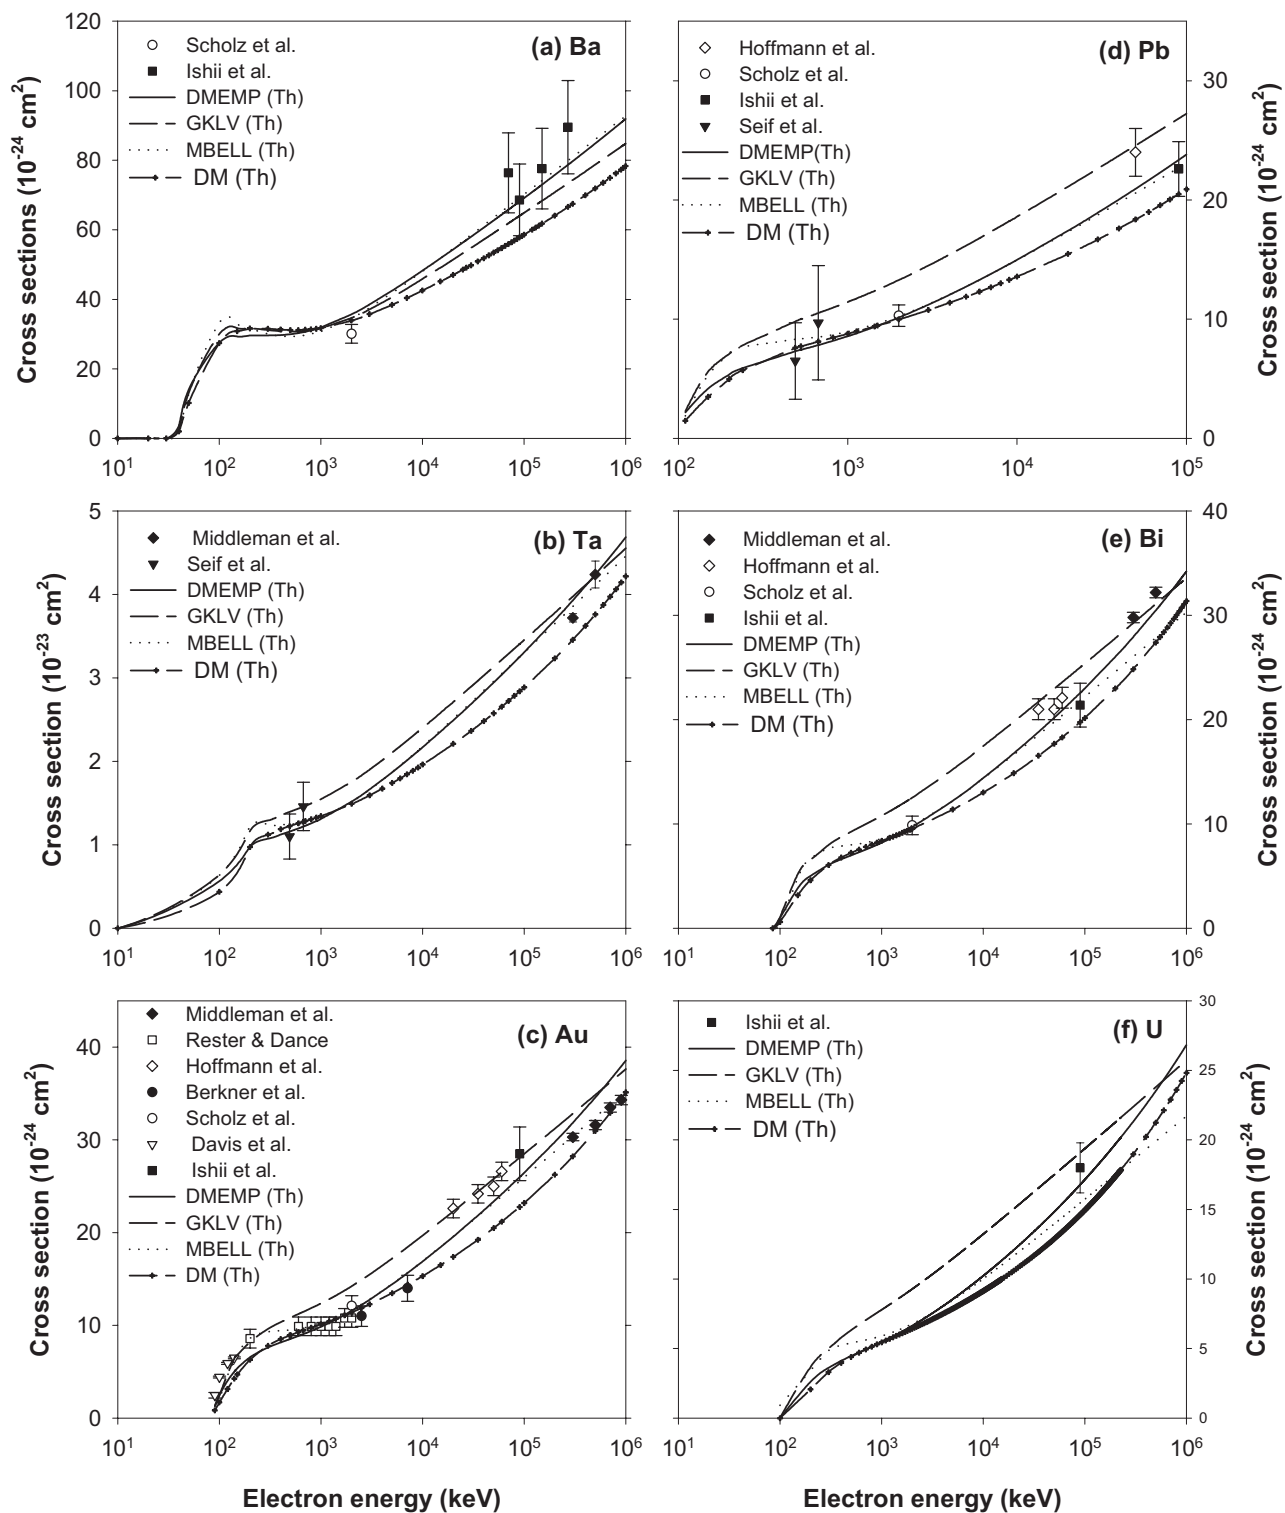 (a) Ba
Scholz et al.
Ishii et al.
DMEMP (Th)
GKLV (Th)
MBELL (Th)
DM (Th)
Cross sections (10⁻²⁴ cm²)
120
100
80
60
40
20
0
10¹ 10² 10³ 10⁴ 10⁵ 10⁶
(d) Pb
Hoffmann et al.
Scholz et al.
Ishii et al.
Seif et al.
DMEMP(Th)
GKLV (Th)
MBELL (Th)
DM (Th)
Cross section (10⁻²⁴ cm²)
30
20
10
0
10² 10³ 10⁴ 10⁵
(b) Ta
Middleman et al.
Seif et al.
DMEMP (Th)
GKLV (Th)
MBELL (Th)
DM (Th)
Cross section (10⁻²³ cm²)
5
4
3
2
1
0
10¹ 10² 10³ 10⁴ 10⁵ 10⁶
(e) Bi
Middleman et al.
Hoffmann et al.
Scholz et al.
Ishii et al.
DMEMP (Th)
GKLV (Th)
MBELL (Th)
DM (Th)
Cross section (10⁻²⁴ cm²)
40
30
20
10
0
10¹ 10² 10³ 10⁴ 10⁵ 10⁶
(c) Au
Middleman et al.
Rester & Dance
Hoffmann et al.
Berkner et al.
Scholz et al.
Davis et al.
Ishii et al.
DMEMP (Th)
GKLV (Th)
MBELL (Th)
DM (Th)
Cross section (10⁻²⁴ cm²)
40
30
20
10
0
10¹ 10² 10³ 10⁴ 10⁵ 10⁶
Electron energy (keV)
(f) U
Ishii et al.
DMEMP (Th)
GKLV (Th)
MBELL (Th)
DM (Th)
Cross section (10⁻²⁴ cm²)
30
25
20
15
10
5
0
10¹ 10² 10³ 10⁴ 10⁵ 10⁶
Electron energy (keV)